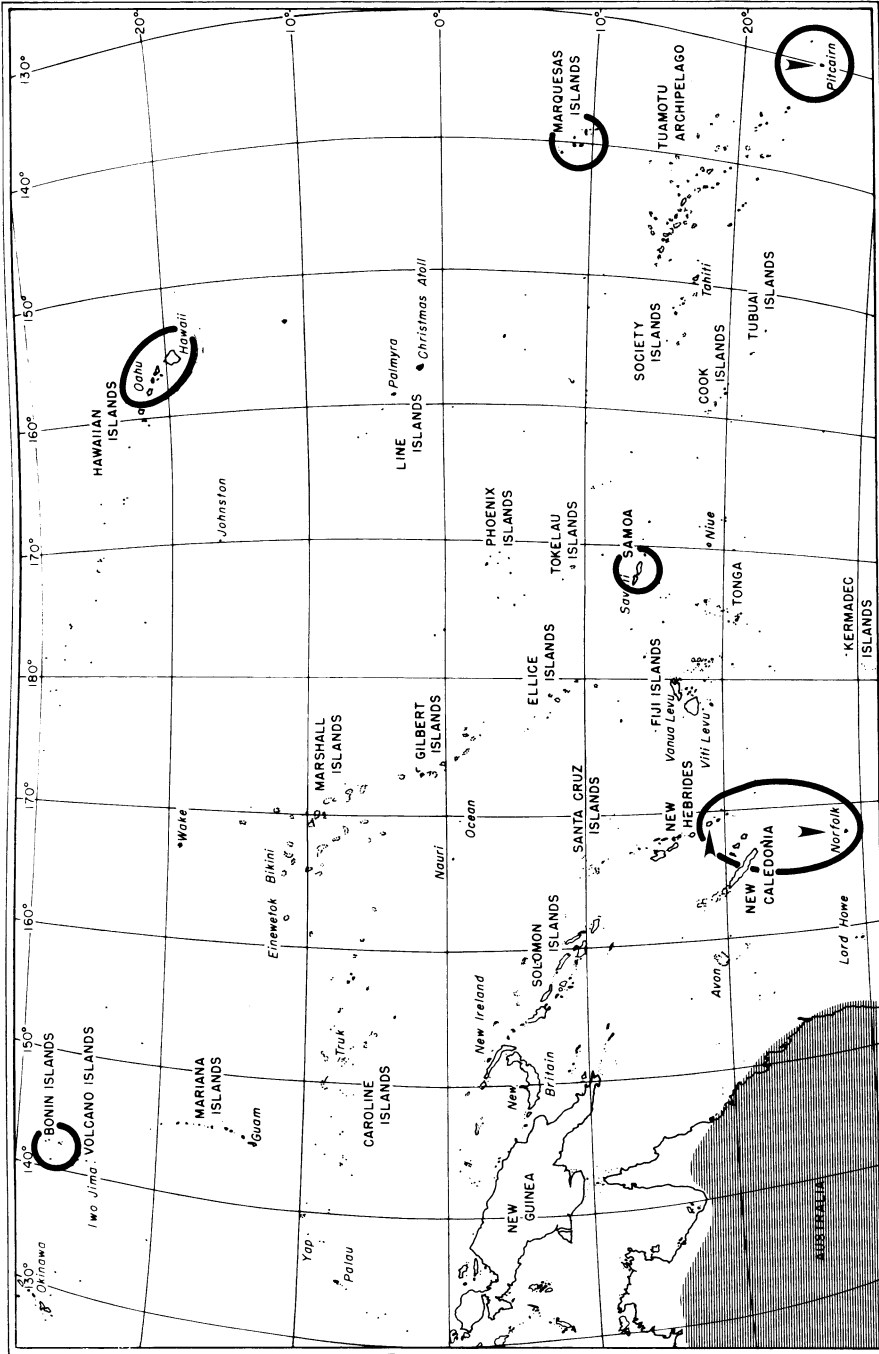 130°
140°
150°
160°
170°
180°
170°
160°
150°
140°
130°
20°
10°
0°
10°
20°
Okinawa
BONIN ISLANDS
Iwo Jima
VOLCANO ISLANDS
MARIANA
ISLANDS
Guam
Yap
Palau
CAROLINE
ISLANDS
Truk
Wake
Einewetok
Bikini
MARSHALL
ISLANDS
GILBERT
ISLANDS
Nauri
Ocean
HAWAIIAN
ISLANDS
Oahu
Hawaii
Johnston
Palmyra
LINE
ISLANDS
Christmas Atoll
PHOENIX
ISLANDS
TOKELAU
ISLANDS
ELLICE
ISLANDS
MARQUESAS
ISLANDS
TUAMOTU
ARCHIPELAGO
Pitcairn
SOCIETY
ISLANDS
Tahiti
TUBUAI
ISLANDS
COOK
ISLANDS
SAMOA
Savaii
Niue
TONGA
KERMADEC
ISLANDS
FIJI ISLANDS
Vanua Levu
Viti Levu
SANTA CRUZ
ISLANDS
NEW
HEBRIDES
NEW
CALEDONIA
Norfolk
Lord Howe
Avon
SOLOMON
ISLANDS
New Ireland
New
Britain
NEW
GUINEA
AUSTRALIA